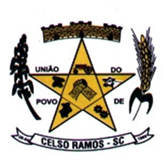 UNIÃO DO
POVO DE
CELSO RAMOS - SC